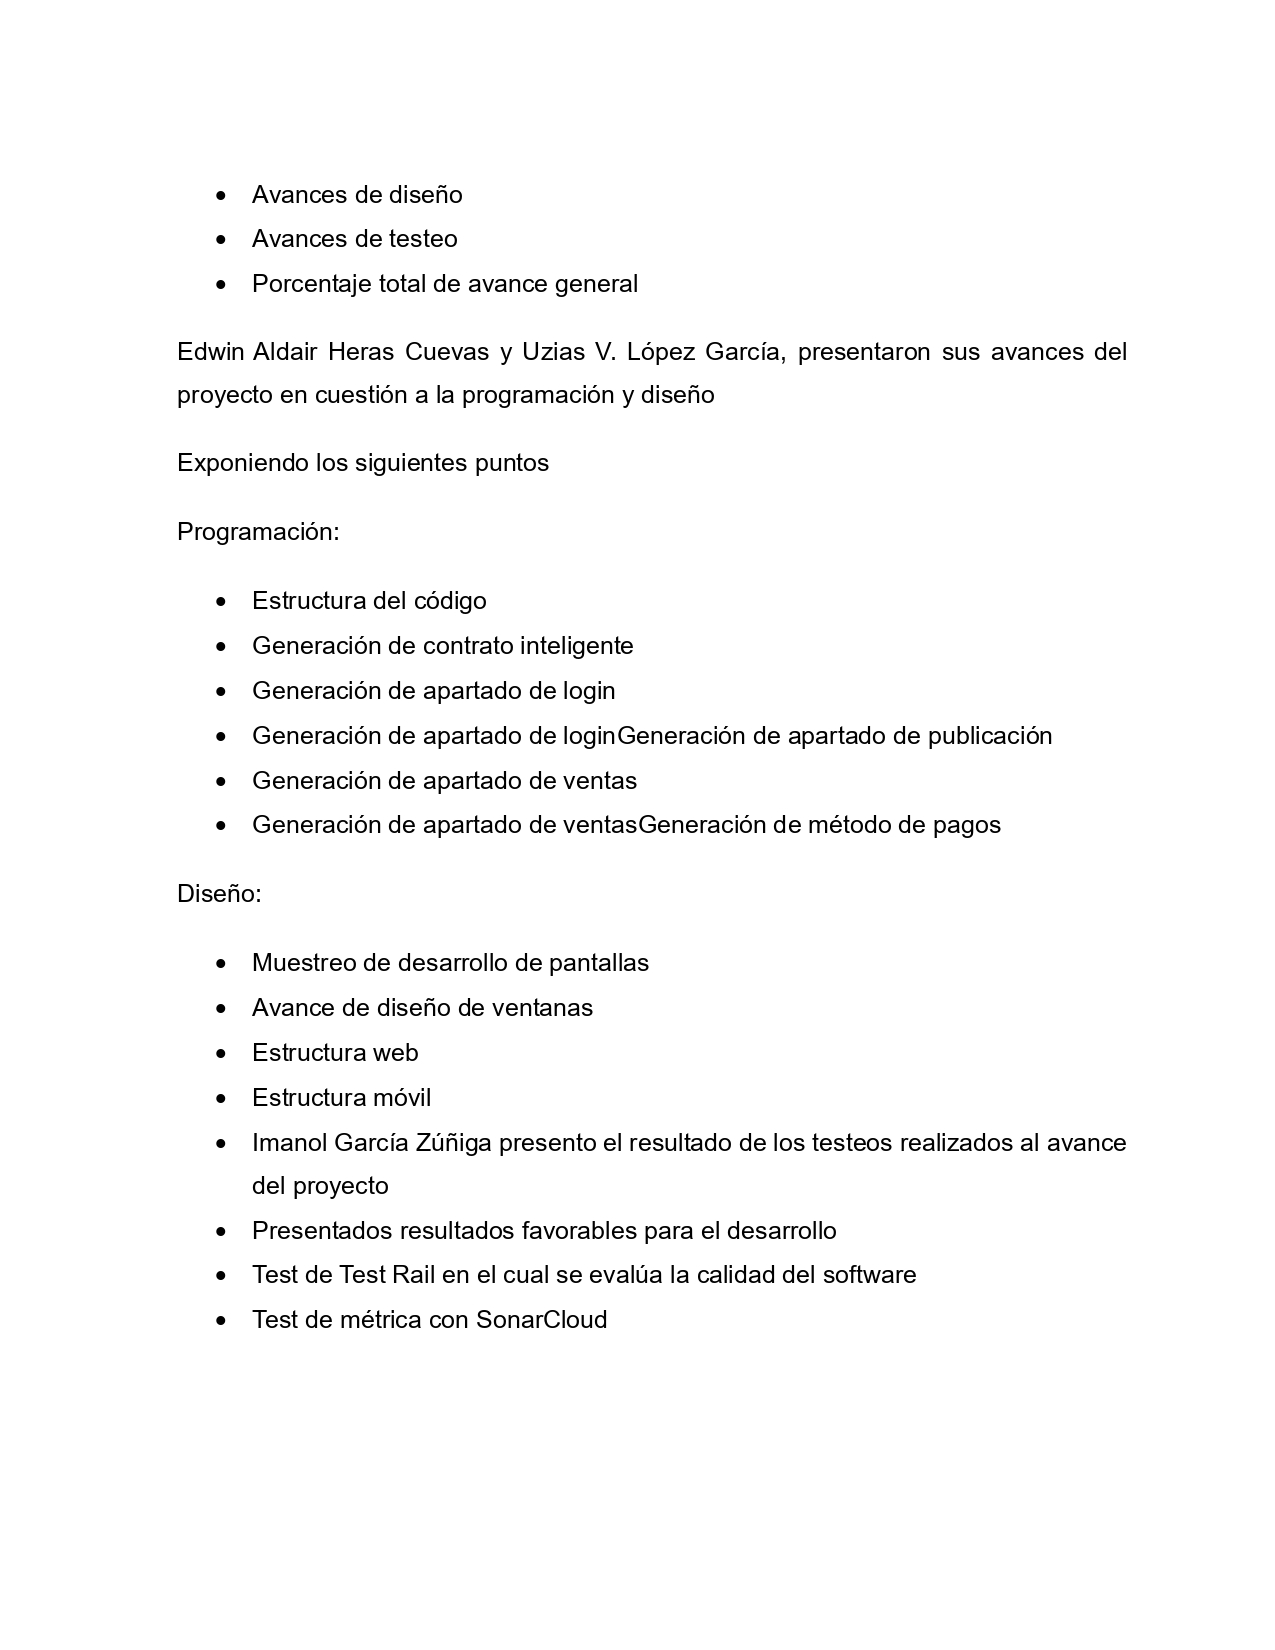 • Avances de diseño
• Avances de testeo
• Porcentaje total de avance general
Edwin Aldair Heras Cuevas y Uzias V. López García, presentaron sus avances del
proyecto en cuestión a la programación y diseño
Exponiendo los siguientes puntos
Programación:
• Estructura del código
• Generación de contrato inteligente
• Generación de apartado de login
• Generación de apartado de loginGeneración de apartado de publicación
• Generación de apartado de ventas
• Generación de apartado de ventasGeneración de método de pagos
Diseño:
• Muestreo de desarrollo de pantallas
• Avance de diseño de ventanas
• Estructura web
• Estructura móvil
• Imanol García Zúñiga presento el resultado de los testeos realizados al avance
del proyecto
• Presentados resultados favorables para el desarrollo
• Test de Test Rail en el cual se evalúa la calidad del software
• Test de métrica con SonarCloud